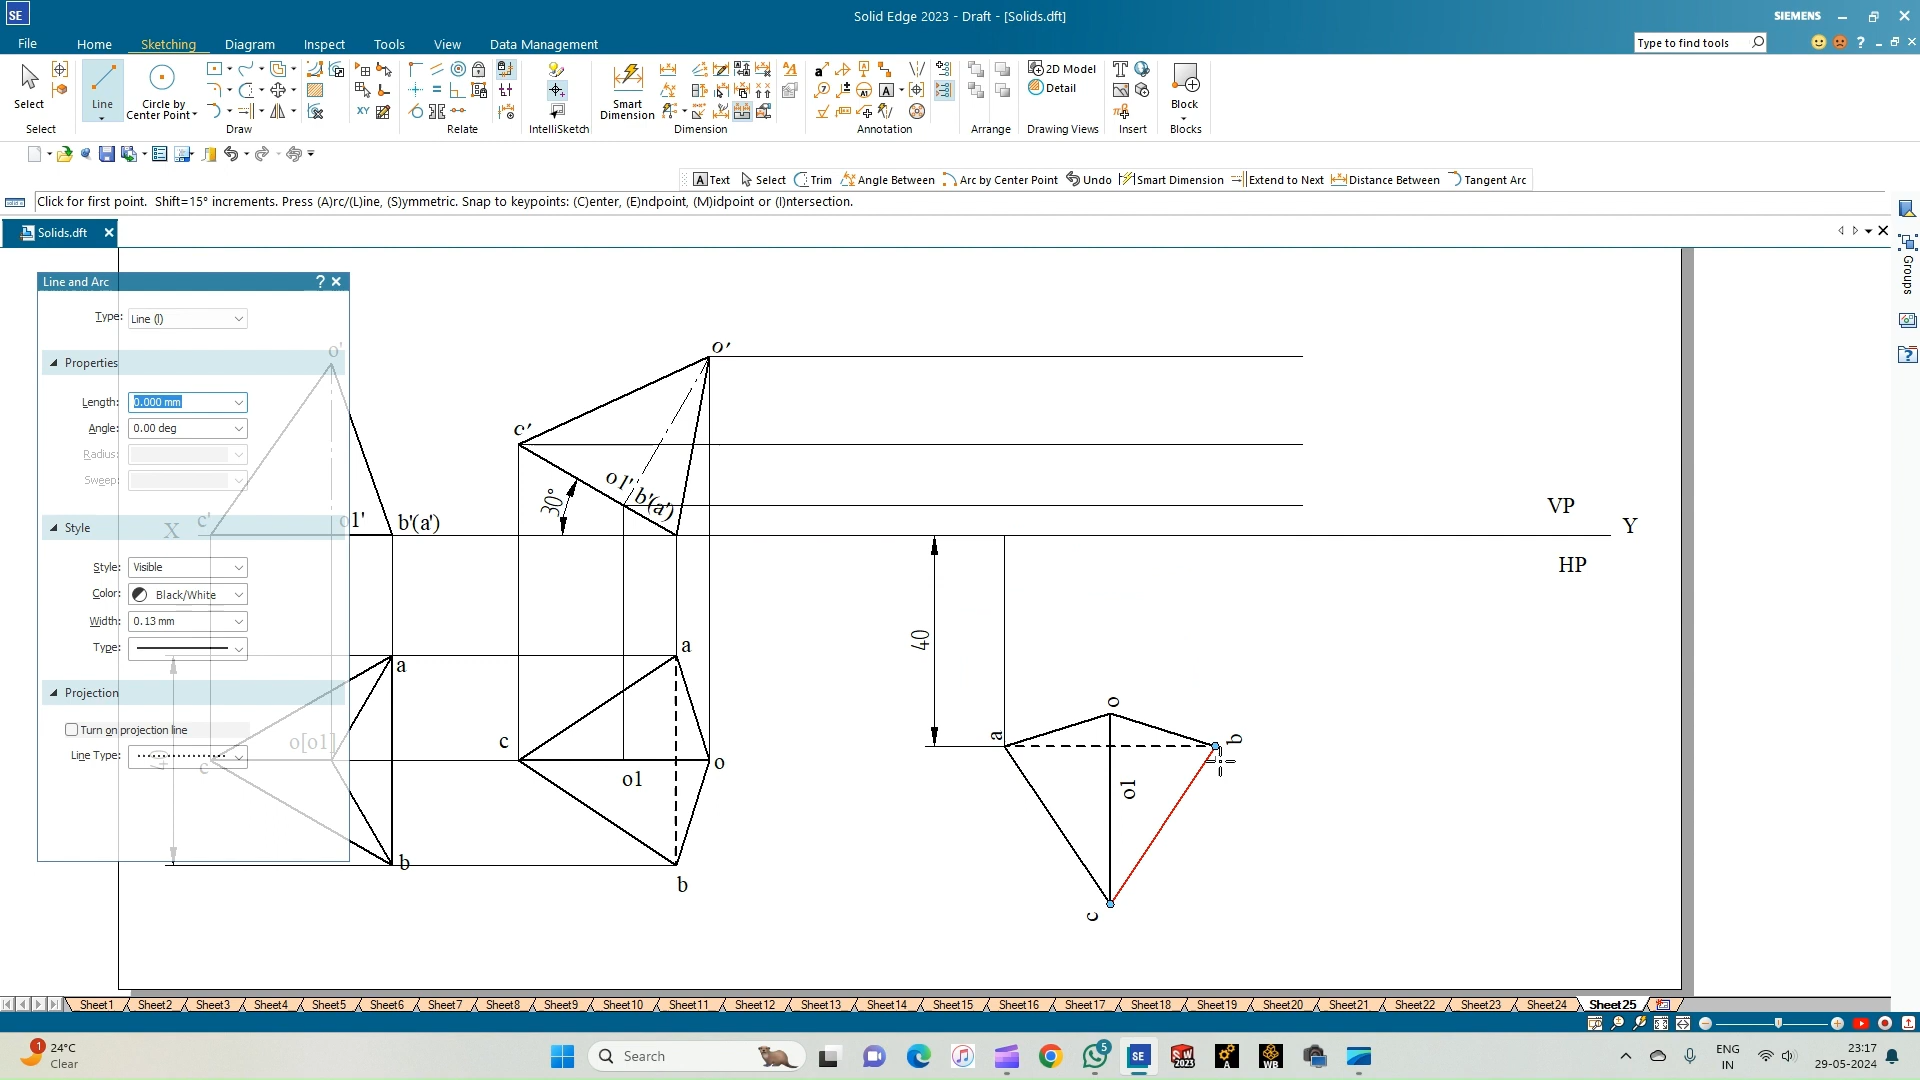 SE
Solid Edge 2023 - Draft - [Solids.dft]
SIEMENS
File Home Sketching Diagram Inspect Tools View Data Management
Type to find tools
Select
Line
Circle by Center Point
Smart Dimension
2D Model
Detail
Block
Select Draw Relate IntelliSketch Dimension Annotation Arrange Drawing Views Insert Blocks
Text Select Trim Angle Between Arc by Center Point Undo Smart Dimension Extend to Next Distance Between Tangent Arc
Click for first point. Shift=15° increments. Press (A)rc/(L)ine, (S)ymmetric. Snap to keypoints: (C)enter, (E)ndpoint, (M)idpoint or (I)ntersection.
Solids.dft
Groups
Line and Arc
Type: Line (l)
Properties
Length: 0.000 mm
Angle: 0.00 deg
Radius:
Sweep:
Style
Style: Visible
Color: Black/White
Width: 0.13 mm
Type:
Projection
Turn on projection line
Line Type:
o'
X
c'
o1'
b'(a')
a
o[o1]
c
b
40
o'
c'
o1'
b'(a')
30°
a
c
o
o1
b
VP
Y
HP
40
a
o
b
o1
c
Sheet1 Sheet2 Sheet3 Sheet4 Sheet5 Sheet6 Sheet7 Sheet8 Sheet9 Sheet10 Sheet11 Sheet12 Sheet13 Sheet14 Sheet15 Sheet16 Sheet17 Sheet18 Sheet19 Sheet20 Sheet21 Sheet22 Sheet23 Sheet24 Sheet25
1
24°C
Clear
Search
5
SE
SW
2023
A
WB
ENG
IN
23:17
29-05-2024